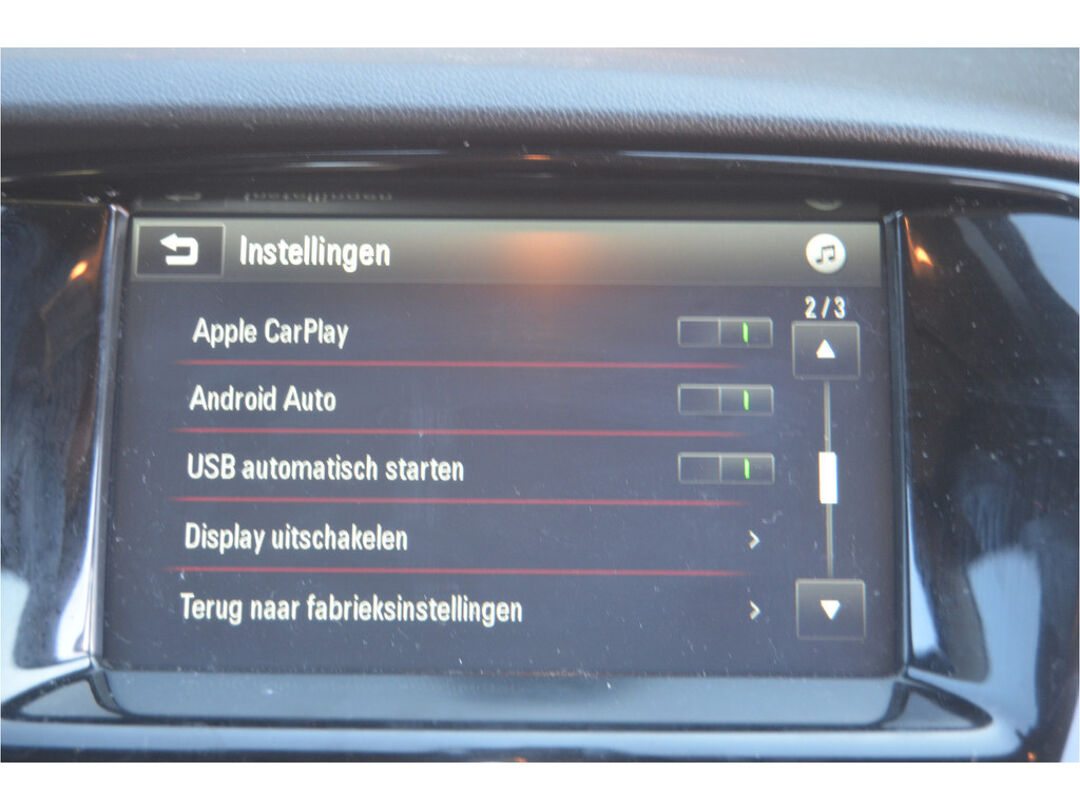 Instellingen
2/3
Apple CarPlay
Android Auto
USB automatisch starten
Display uitschakelen
Terug naar fabrieksinstellingen